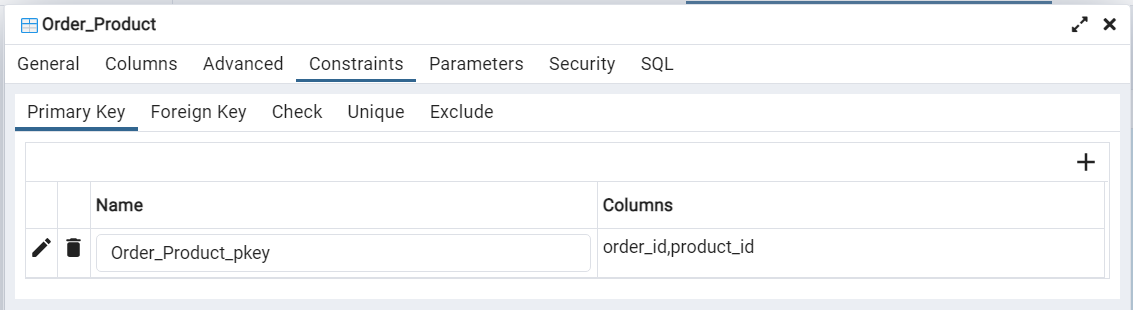 Order_Product
General Columns Advanced Constraints Parameters Security SQL
Primary Key Foreign Key Check Unique Exclude
Name Columns
Order_Product_pkey order_id,product_id